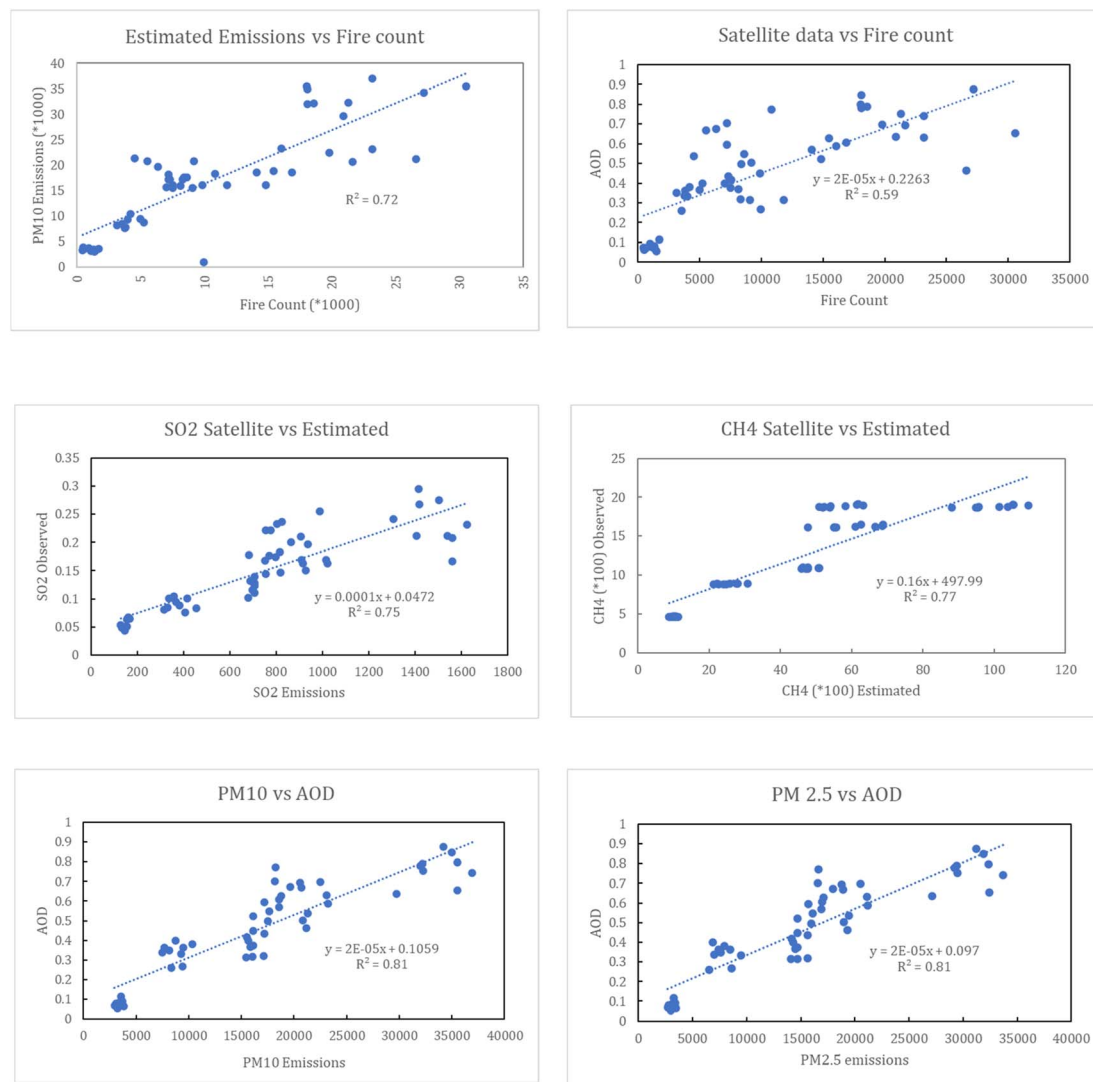 Estimated Emissions vs Fire count
PM10 Emissions (*1000)
40
35
30
25
20
15
10
5
0
R² = 0.72
0 5 10 15 20 25 30 35
Fire Count (*1000)
Satellite data vs Fire count
AOD
1
0.9
0.8
0.7
0.6
0.5
0.4
0.3
0.2
0.1
0
y = 2E-05x + 0.2263
R² = 0.59
0 5000 10000 15000 20000 25000 30000 35000
Fire Count
SO2 Satellite vs Estimated
SO2 Observed
0.35
0.3
0.25
0.2
0.15
0.1
0.05
0
y = 0.0001x + 0.0472
R² = 0.75
0 200 400 600 800 1000 1200 1400 1600 1800
SO2 Emissions
CH4 Satellite vs Estimated
CH4 (*100) Observed
25
20
15
10
5
0
y = 0.16x + 497.99
R² = 0.77
0 20 40 60 80 100 120
CH4 (*100) Estimated
PM10 vs AOD
AOD
1
0.9
0.8
0.7
0.6
0.5
0.4
0.3
0.2
0.1
0
y = 2E-05x + 0.1059
R² = 0.81
0 5000 10000 15000 20000 25000 30000 35000 40000
PM10 Emissions
PM 2.5 vs AOD
AOD
1
0.9
0.8
0.7
0.6
0.5
0.4
0.3
0.2
0.1
0
y = 2E-05x + 0.097
R² = 0.81
0 5000 10000 15000 20000 25000 30000 35000 40000
PM2.5 emissions